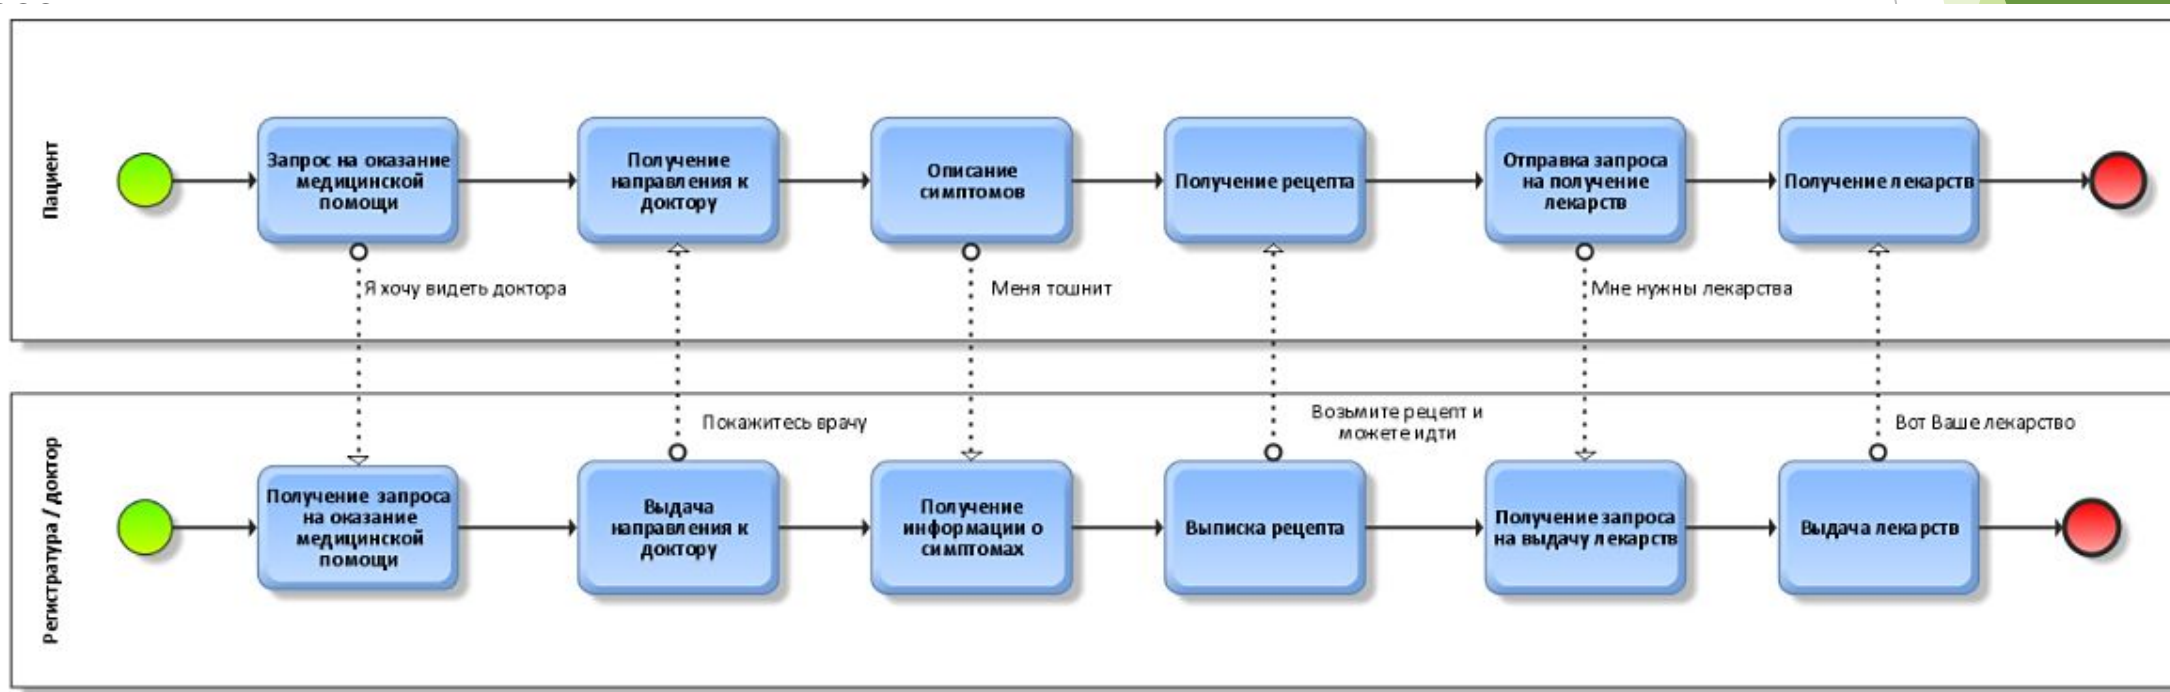 Пациент
Запрос на оказание
медицинской
помощи
Получение
направления к
доктору
Описание
симптомов
Получение рецепта
Отправка запроса
на получение
лекарств
Получение лекарств
Я хочу видеть доктора
Меня тошнит
Мне нужны лекарства
Регистратура / доктор
Покажитесь врачу
Возьмите рецепт и
можете идти
Вот Ваше лекарство
Получение запроса
на оказание
медицинской
помощи
Выдача
направления к
доктору
Получение
информации о
симптомах
Выписка рецепта
Получение запроса
на выдачу лекарств
Выдача лекарств